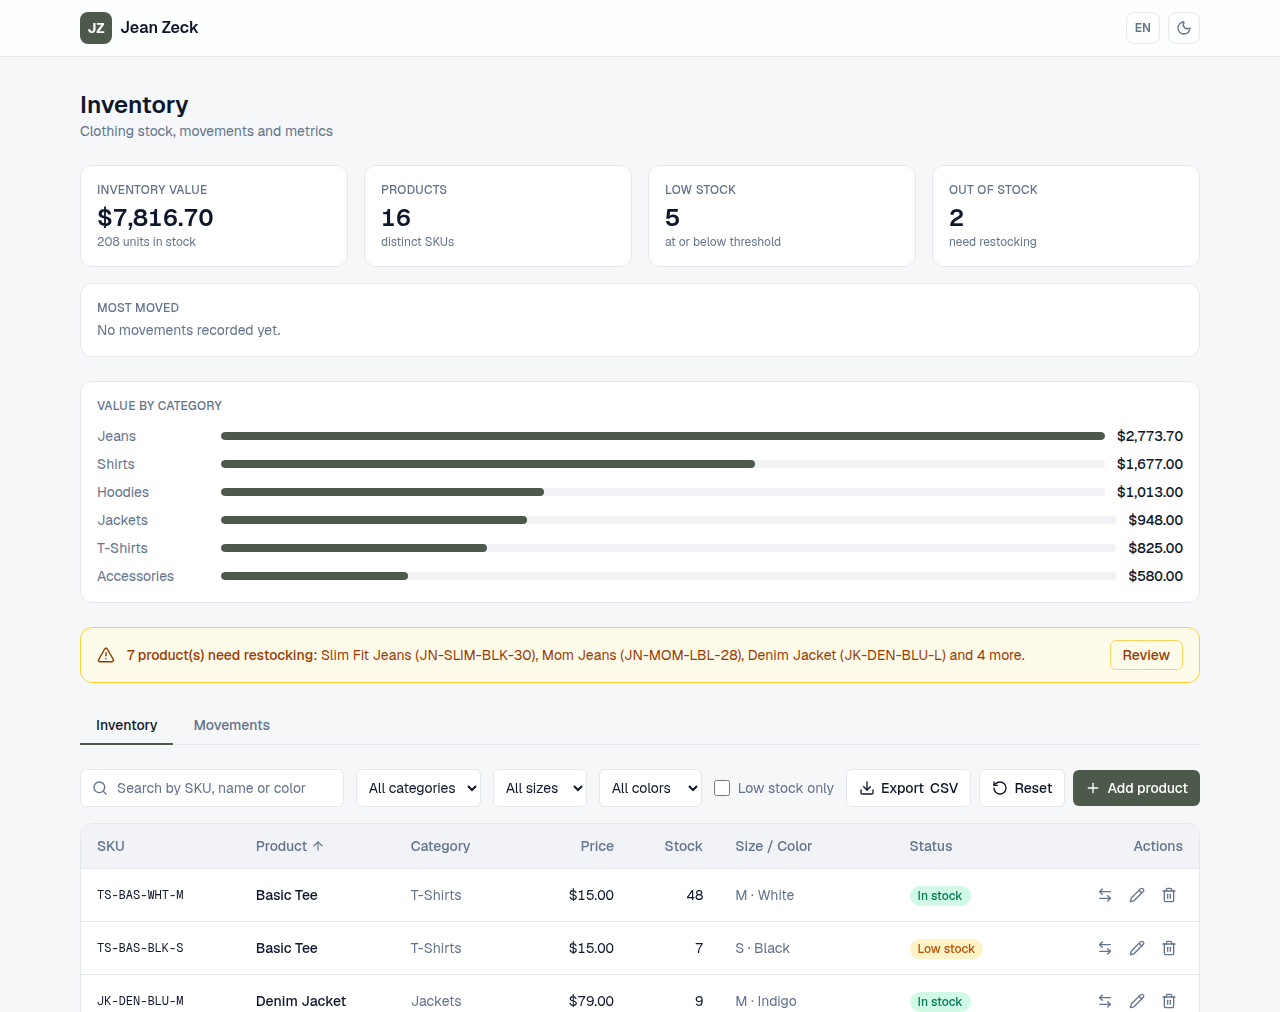 JZ Jean Zeck
EN
Inventory
Clothing stock, movements and metrics
INVENTORY VALUE
$7,816.70
208 units in stock
PRODUCTS
16
distinct SKUs
LOW STOCK
5
at or below threshold
OUT OF STOCK
2
need restocking
MOST MOVED
No movements recorded yet.
VALUE BY CATEGORY
Jeans $2,773.70
Shirts $1,677.00
Hoodies $1,013.00
Jackets $948.00
T-Shirts $825.00
Accessories $580.00
7 product(s) need restocking: Slim Fit Jeans (JN-SLIM-BLK-30), Mom Jeans (JN-MOM-LBL-28), Denim Jacket (JK-DEN-BLU-L) and 4 more.
Review
Inventory Movements
Search by SKU, name or color All categories All sizes All colors Low stock only Export CSV Reset Add product
SKU Product Category Price Stock Size / Color Status Actions
TS-BAS-WHT-M Basic Tee T-Shirts $15.00 48 M · White In stock
TS-BAS-BLK-S Basic Tee T-Shirts $15.00 7 S · Black Low stock
JK-DEN-BLU-M Denim Jacket Jackets $79.00 9 M · Indigo In stock